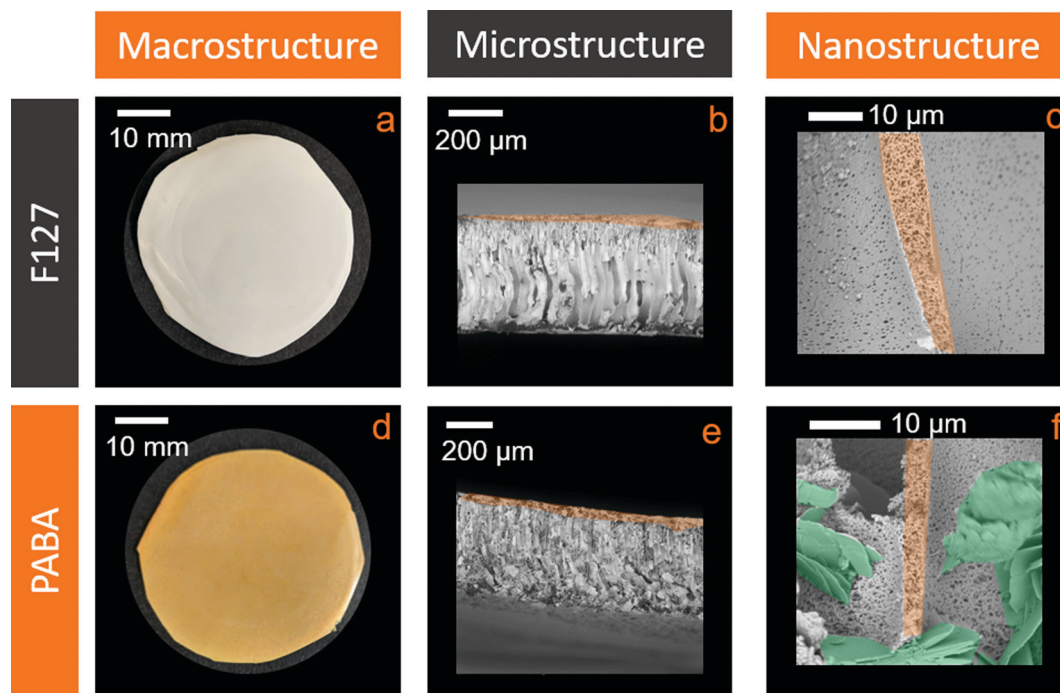 Macrostructure
Microstructure
Nanostructure
F127
10 mm
a
200 µm
b
10 µm
c
PABA
10 mm
d
200 µm
e
10 µm
f